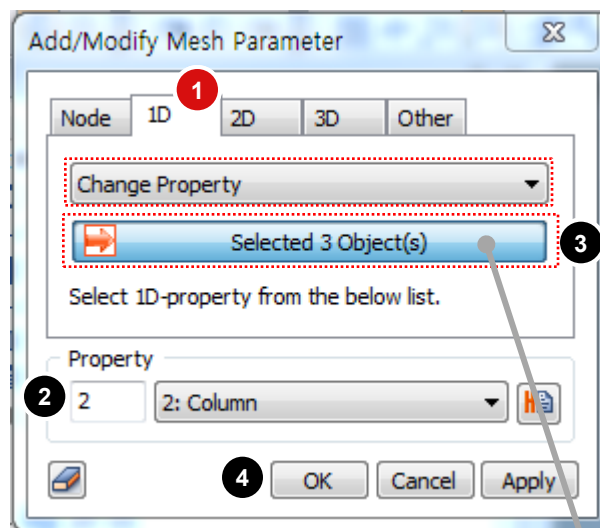 Add/Modify Mesh Parameter
1
Node 1D 2D 3D Other
Change Property
Selected 3 Object(s)
3
Select 1D-property from the below list.
Property
2
2 2: Column
4
OK Cancel Apply